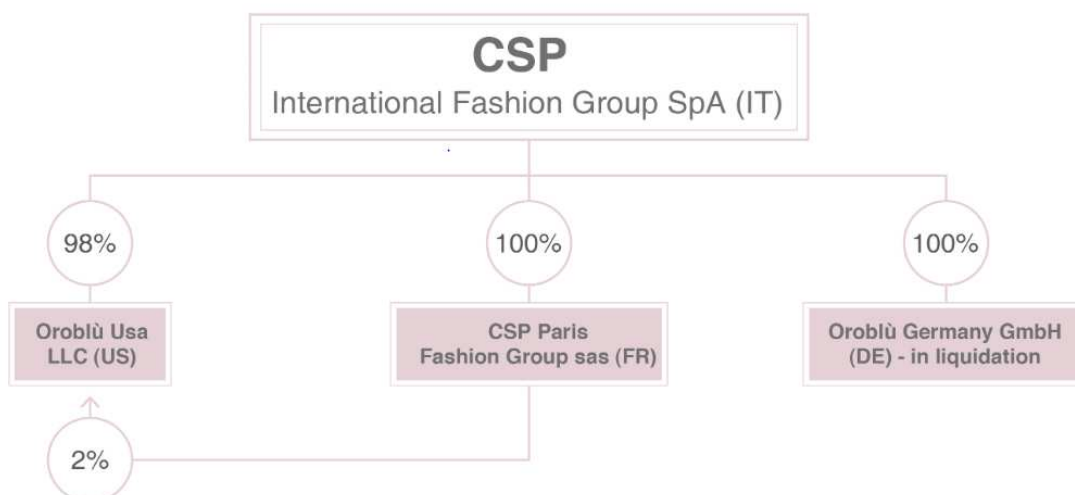 CSP
International Fashion Group SpA (IT)
98%
100%
100%
Oroblù Usa
LLC (US)
CSP Paris
Fashion Group sas (FR)
Oroblù Germany GmbH
(DE) - in liquidation
2%